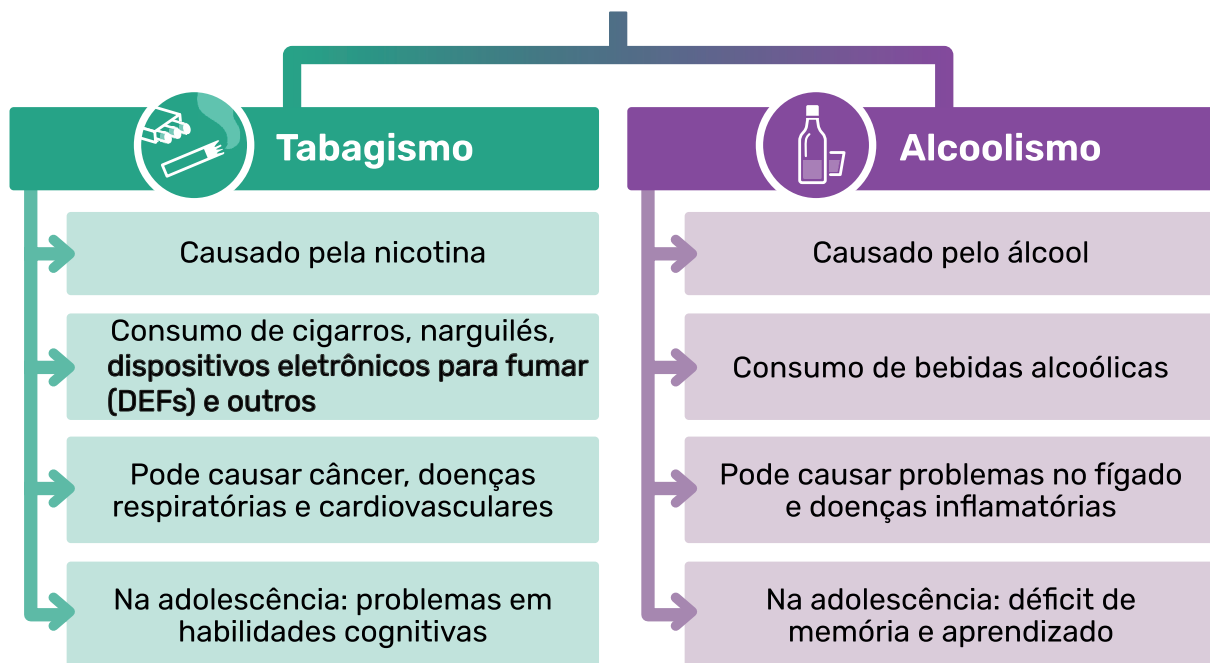 Tabagismo
Causado pela nicotina
Consumo de cigarros, narguilés,
dispositivos eletrônicos para fumar
(DEFs) e outros
Pode causar câncer, doenças
respiratórias e cardiovasculares
Na adolescência: problemas em
habilidades cognitivas
Alcoolismo
Causado pelo álcool
Consumo de bebidas alcoólicas
Pode causar problemas no fígado
e doenças inflamatórias
Na adolescência: déficit de
memória e aprendizado